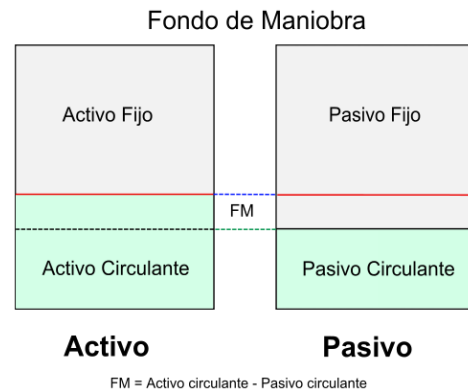 Fondo de Maniobra
Activo Fijo
Pasivo Fijo
FM
Activo Circulante
Pasivo Circulante
Activo
Pasivo
FM = Activo circulante - Pasivo circulante